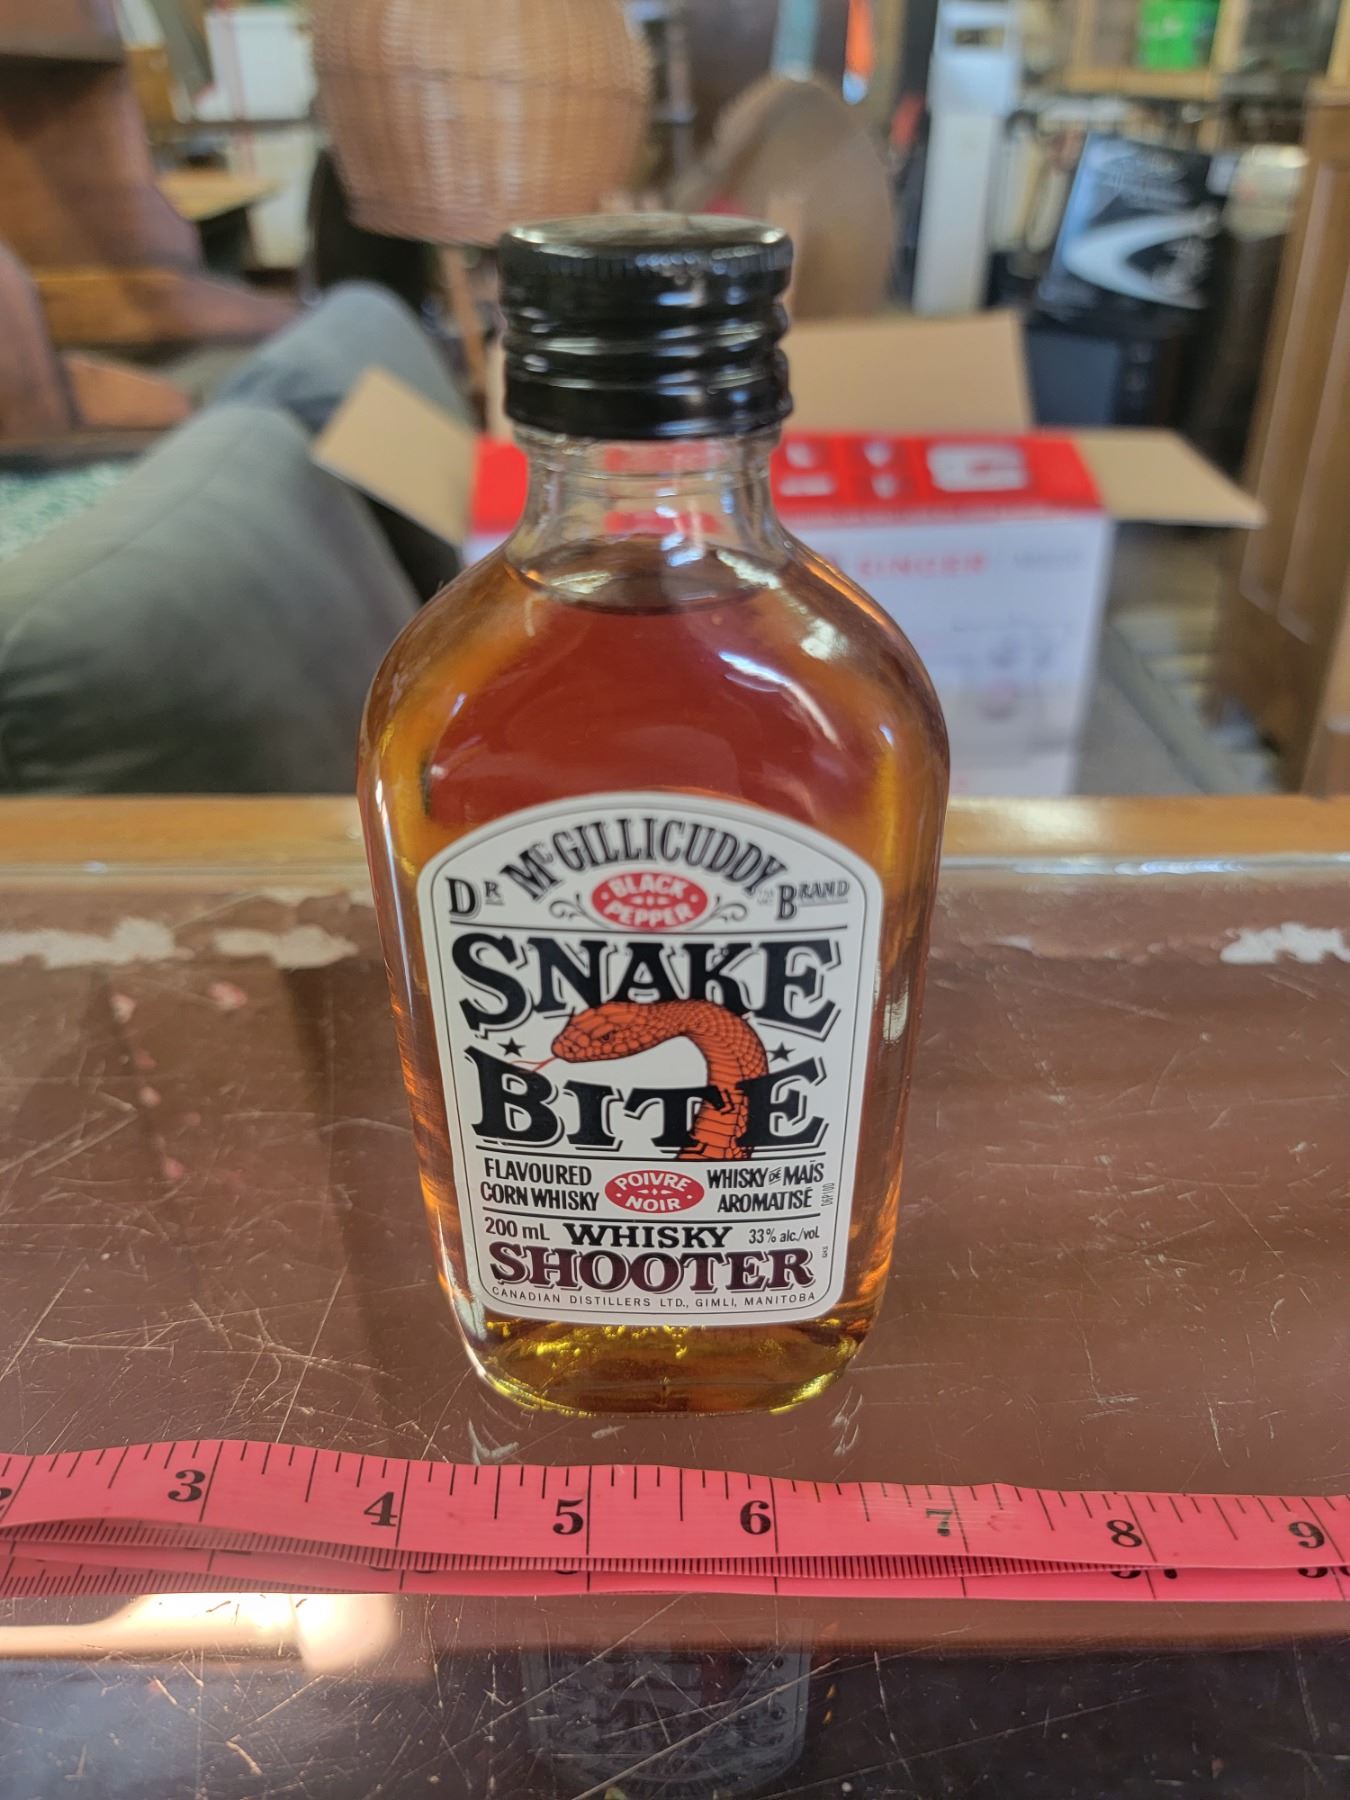 SINGER
DR McGILLICUDDY BRAND
BLACK
PEPPER
SNAKE
BITE
FLAVOURED
CORN WHISKY
POIVRE
NOIR
WHISKY DE MAÏS
AROMATISÉ
200 mL WHISKY 33% alc./vol.
SHOOTER
CANADIAN DISTILLERS LTD., GIMLI, MANITOBA
3 4 5 6 7 8 9